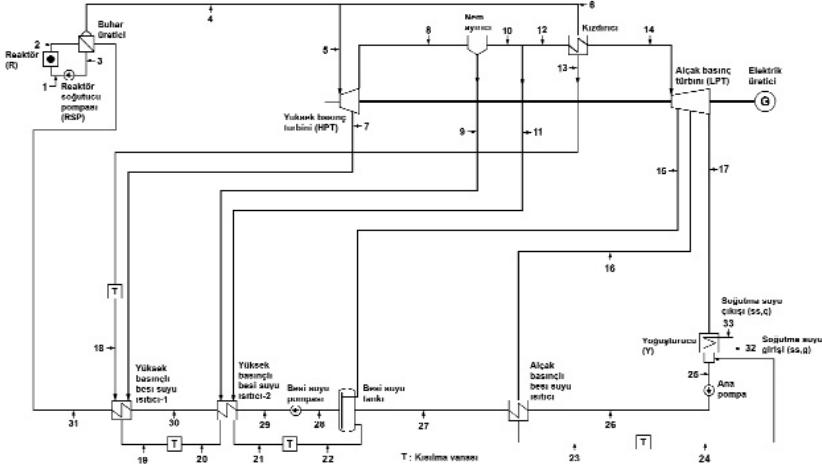 4
6
Buhar
üretici
2
Reaktör
(R)
3
1
Reaktör
soğutucu
pompası
(RSP)
5
8
Nem
ayırıcı
10
12
Kızdırıcı
14
13
Alçak basınç
türbini (LPT)
Elektrik
üretici
G
Yuksek basınç
turbini (HPT)
7
9
11
15
17
16
T
18
Soğutma suyu
çıkışı (ss,ç)
33
Soğutma suyu
girişi (ss,g)
32
Yoğuşturucu
(Y)
25
Ana
pompa
Yüksek
basınçlı
besi suyu
ısıtıcı-1
Yüksek
basınçlı
besi suyu
ısıtıcı-2
Besi suyu
pompası
Besi suyu
tankı
Alçak
basınçlı
besi suyu
ısıtıcı
31
30
29
28
27
26
T
19
20
T
21
22
T : Kısılma vanası
T
23
24